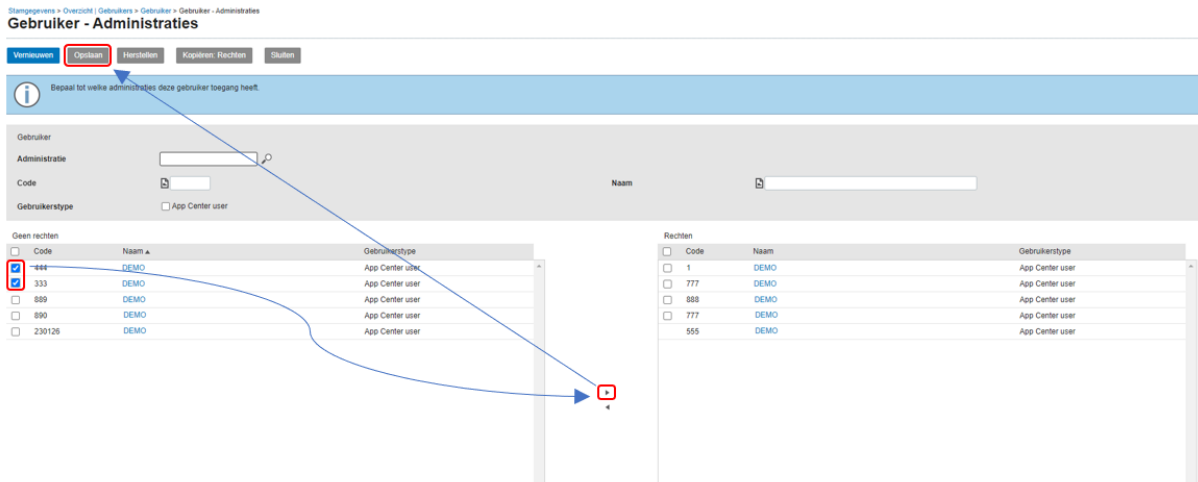 Stamgegevens > Overzicht | Gebruikers > Gebruiker > Gebruiker - Administraties
Gebruiker - Administraties
Vernieuwen Opslaan Herstellen Kopiëren: Rechten Sluiten
Bepaal tot welke administraties deze gebruiker toegang heeft.
Gebruiker
Administratie
Code Naam
Gebruikerstype App Center user
Geen rechten Rechten
Code Naam Gebruikerstype Code Naam Gebruikerstype
444 DEMO App Center user 1 DEMO App Center user
333 DEMO App Center user 777 DEMO App Center user
889 DEMO App Center user 888 DEMO App Center user
890 DEMO App Center user 777 DEMO App Center user
230126 DEMO App Center user 555 DEMO App Center user